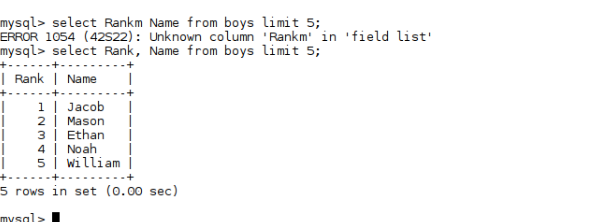 mysql> select Rankm Name from boys limit 5;
ERROR 1054 (42S22): Unknown column 'Rankm' in 'field list'
mysql> select Rank, Name from boys limit 5;
+------+---------+
| Rank | Name    |
+------+---------+
|    1 | Jacob   |
|    2 | Mason   |
|    3 | Ethan   |
|    4 | Noah    |
|    5 | William |
+------+---------+
5 rows in set (0.00 sec)
mysql>